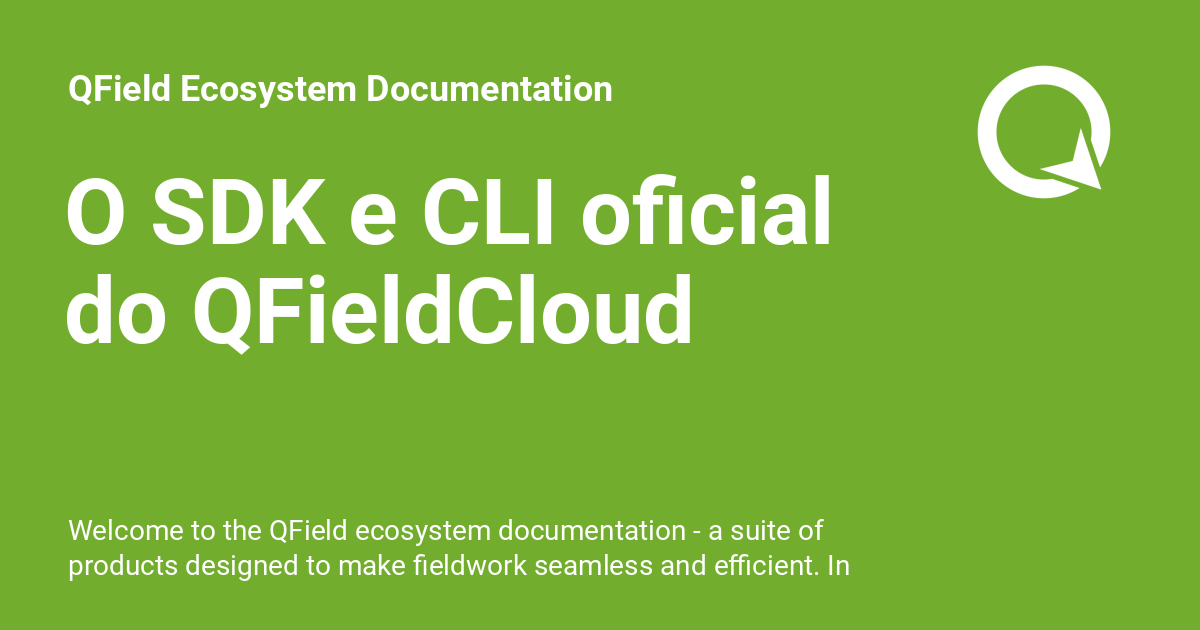 QField Ecosystem Documentation
O SDK e CLI oficial
do QFieldCloud
Welcome to the QField ecosystem documentation - a suite of
products designed to make fieldwork seamless and efficient. In